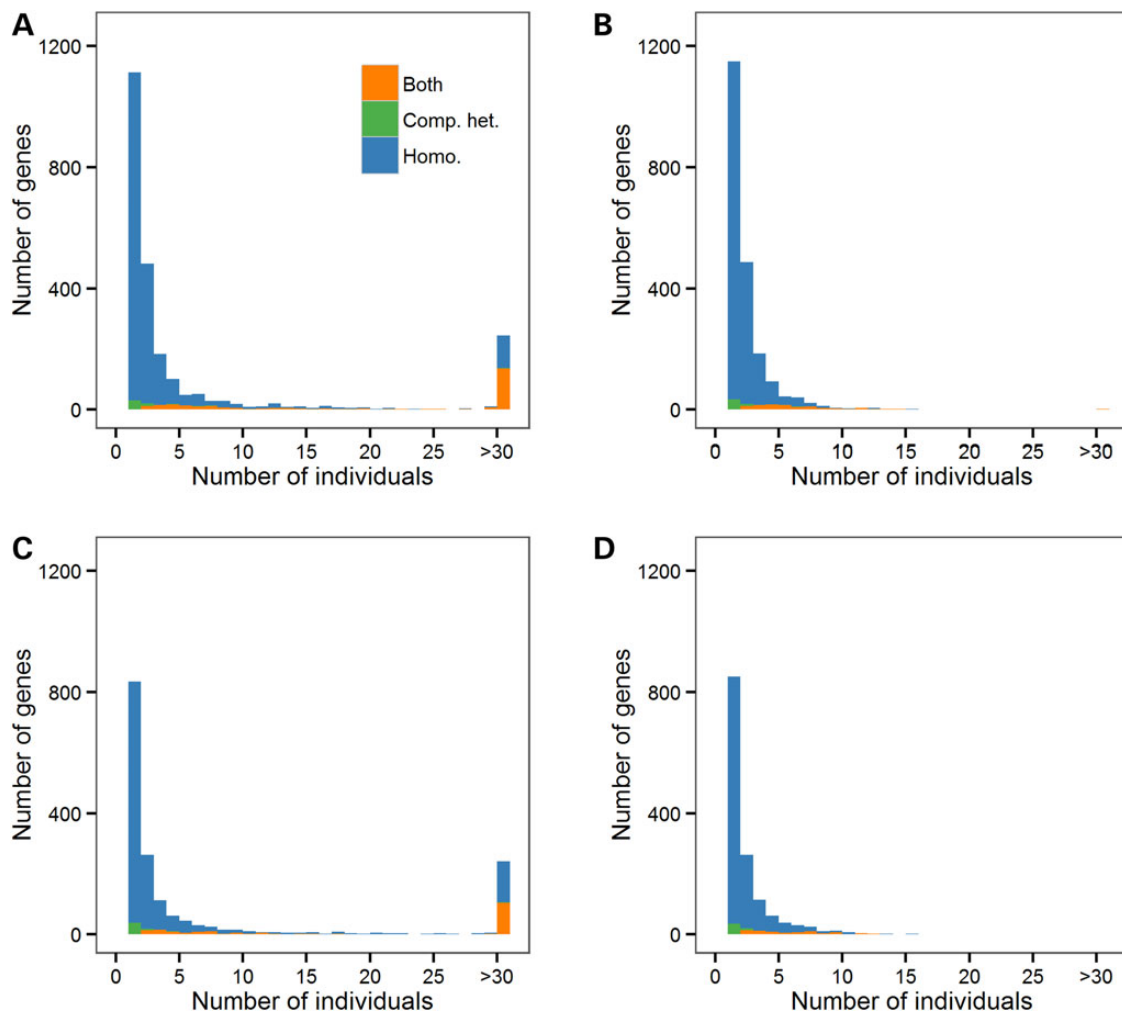 A
Number of genes
1200
800
400
0
Both
Comp. het.
Homo.
0 5 10 15 20 25 >30
Number of individuals
B
Number of genes
1200
800
400
0
0 5 10 15 20 25 >30
Number of individuals
C
Number of genes
1200
800
400
0
0 5 10 15 20 25 >30
Number of individuals
D
Number of genes
1200
800
400
0
0 5 10 15 20 25 >30
Number of individuals